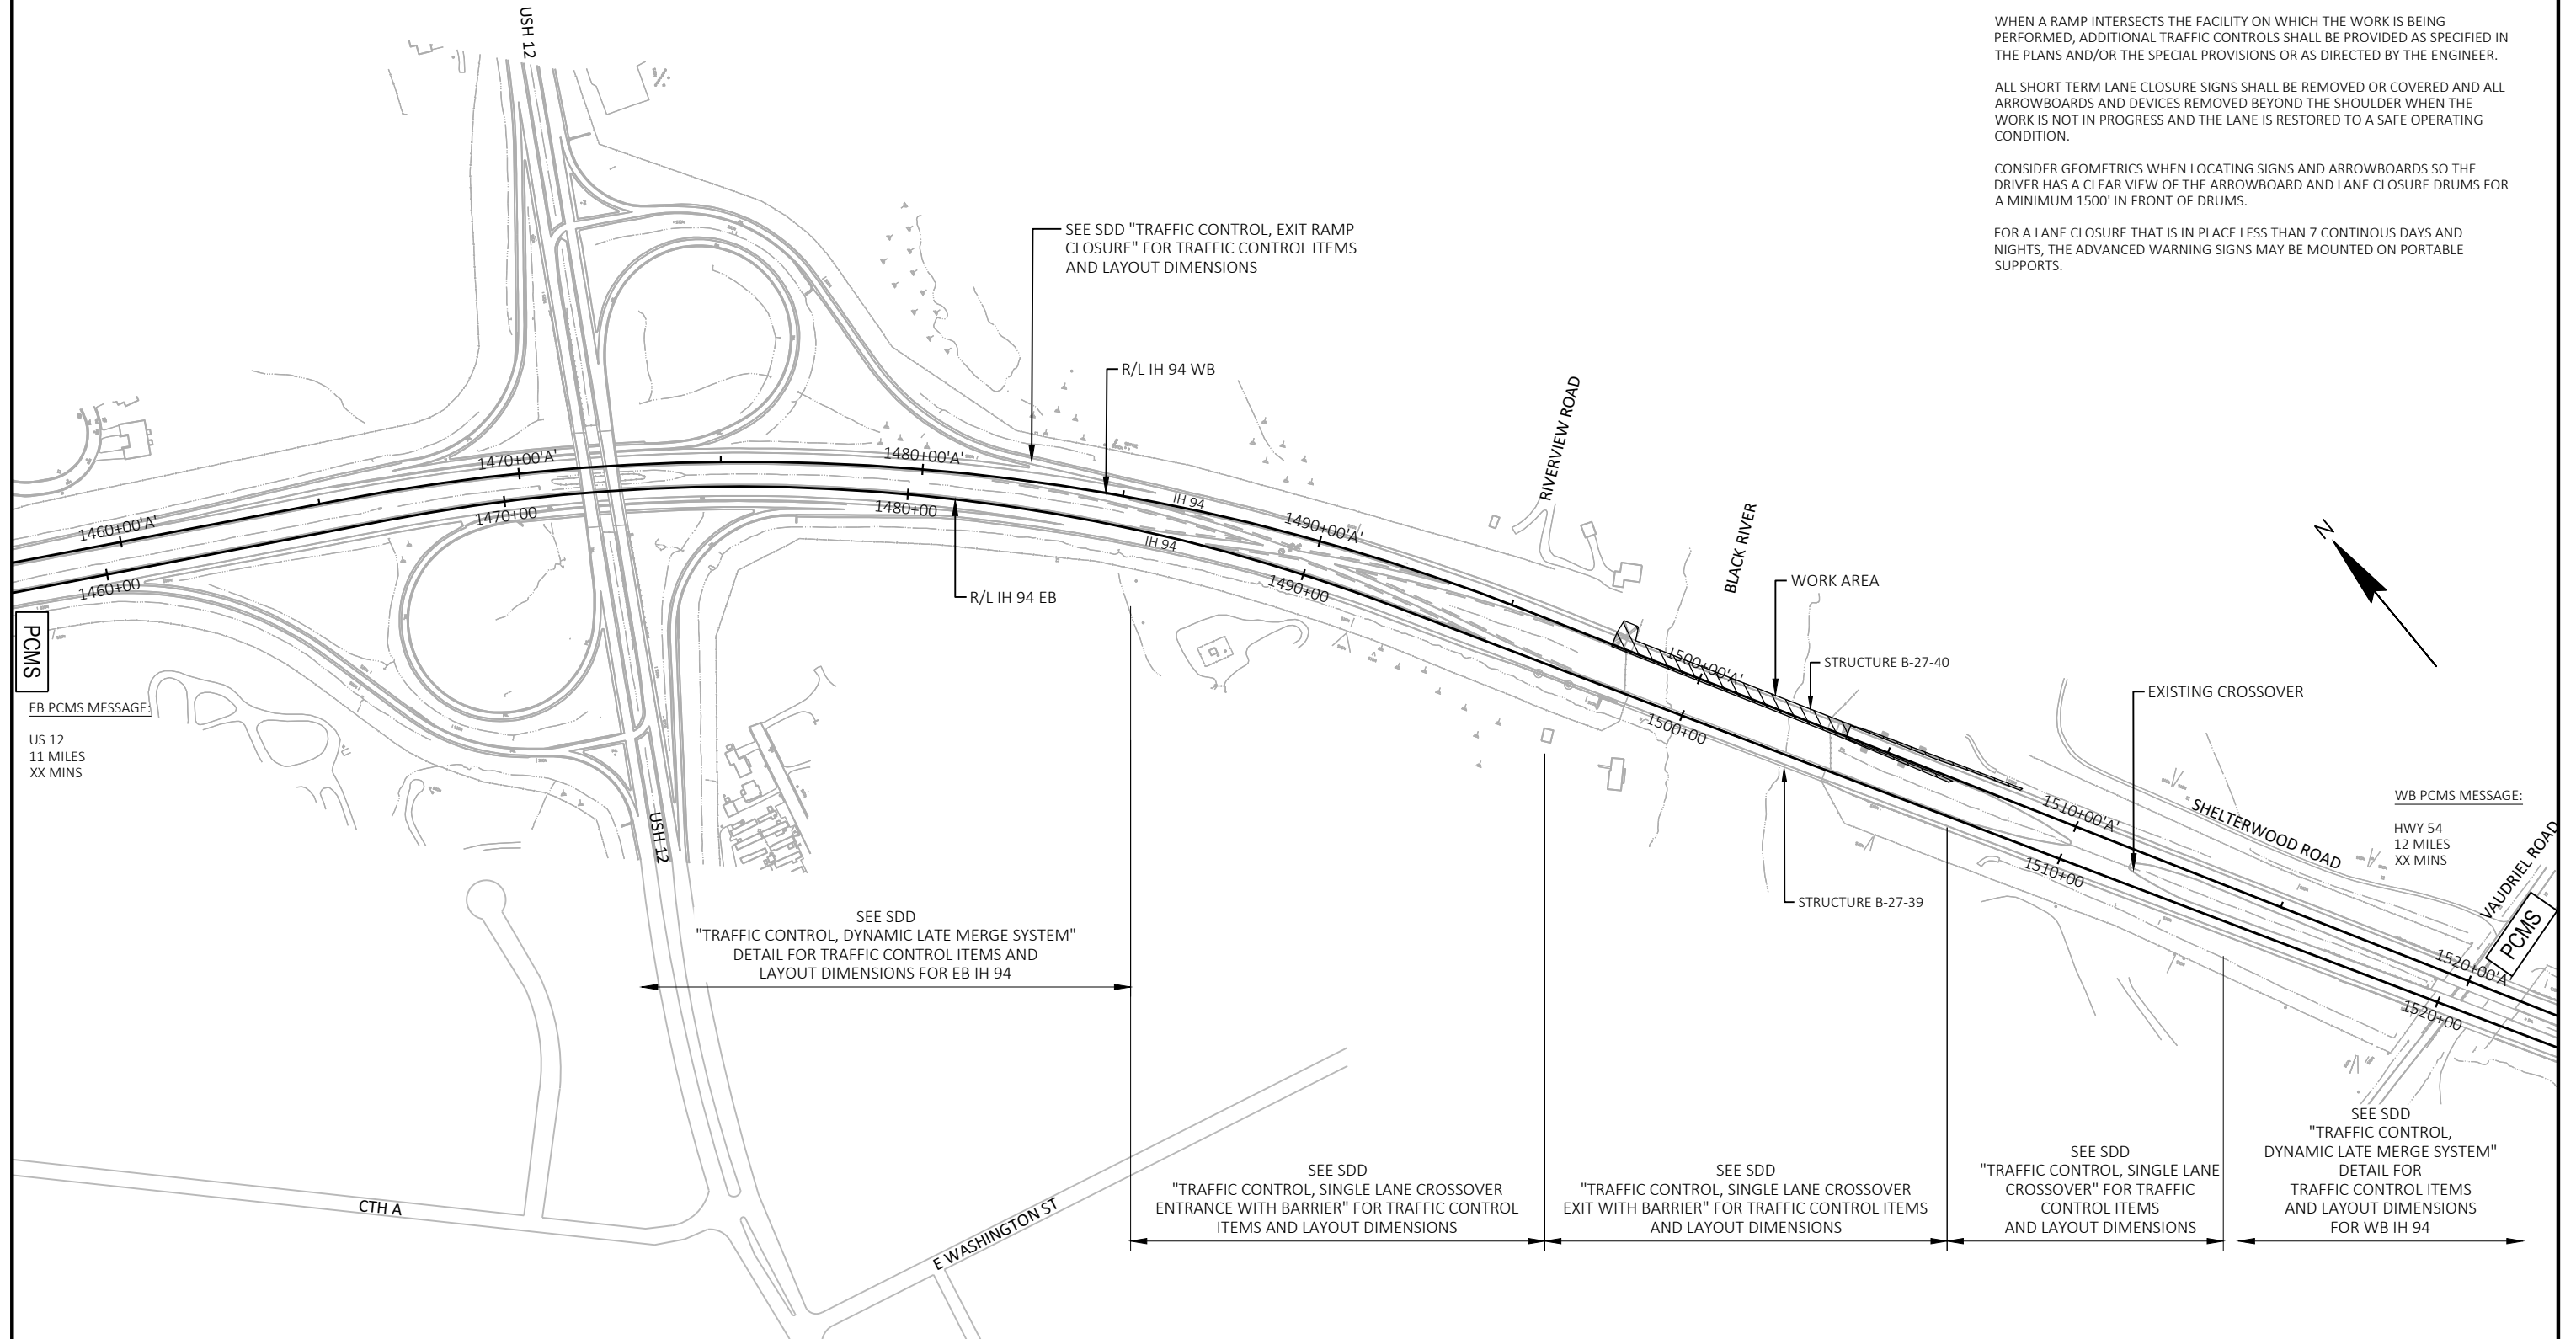 WHEN A RAMP INTERSECTS THE FACILITY ON WHICH THE WORK IS BEING
PERFORMED, ADDITIONAL TRAFFIC CONTROLS SHALL BE PROVIDED AS SPECIFIED IN
THE PLANS AND/OR THE SPECIAL PROVISIONS OR AS DIRECTED BY THE ENGINEER.
ALL SHORT TERM LANE CLOSURE SIGNS SHALL BE REMOVED OR COVERED AND ALL
ARROWBOARDS AND DEVICES REMOVED BEYOND THE SHOULDER WHEN THE
WORK IS NOT IN PROGRESS AND THE LANE IS RESTORED TO A SAFE OPERATING
CONDITION.
CONSIDER GEOMETRICS WHEN LOCATING SIGNS AND ARROWBOARDS SO THE
DRIVER HAS A CLEAR VIEW OF THE ARROWBOARD AND LANE CLOSURE DRUMS FOR
A MINIMUM 1500' IN FRONT OF DRUMS.
FOR A LANE CLOSURE THAT IS IN PLACE LESS THAN 7 CONTINOUS DAYS AND
NIGHTS, THE ADVANCED WARNING SIGNS MAY BE MOUNTED ON PORTABLE
SUPPORTS.
USH 12
SEE SDD "TRAFFIC CONTROL, EXIT RAMP
CLOSURE" FOR TRAFFIC CONTROL ITEMS
AND LAYOUT DIMENSIONS
R/L IH 94 WB
RIVERVIEW ROAD
BLACK RIVER
1460+00'A'
1470+00'A'
1480+00'A'
IH 94
1490+00'A'
1460+00
1470+00
1480+00
IH 94
1490+00
R/L IH 94 EB
N
WORK AREA
1500+00'A'
STRUCTURE B-27-40
EXISTING CROSSOVER
1500+00
PCMS
EB PCMS MESSAGE:
US 12
11 MILES
XX MINS
1510+00'A'
SHELTERWOOD ROAD
WB PCMS MESSAGE:
HWY 54
12 MILES
XX MINS
VAUDRIEL ROAD
PCMS
1510+00
STRUCTURE B-27-39
1520+00'A'
1520+00
USH 12
SEE SDD
"TRAFFIC CONTROL, DYNAMIC LATE MERGE SYSTEM"
DETAIL FOR TRAFFIC CONTROL ITEMS AND
LAYOUT DIMENSIONS FOR EB IH 94
SEE SDD
"TRAFFIC CONTROL, SINGLE LANE CROSSOVER
ENTRANCE WITH BARRIER" FOR TRAFFIC CONTROL
ITEMS AND LAYOUT DIMENSIONS
SEE SDD
"TRAFFIC CONTROL, SINGLE LANE CROSSOVER
EXIT WITH BARRIER" FOR TRAFFIC CONTROL ITEMS
AND LAYOUT DIMENSIONS
SEE SDD
"TRAFFIC CONTROL, SINGLE LANE
CROSSOVER" FOR TRAFFIC
CONTROL ITEMS
AND LAYOUT DIMENSIONS
SEE SDD
"TRAFFIC CONTROL,
DYNAMIC LATE MERGE SYSTEM"
DETAIL FOR
TRAFFIC CONTROL ITEMS
AND LAYOUT DIMENSIONS
FOR WB IH 94
CTH A
E WASHINGTON ST